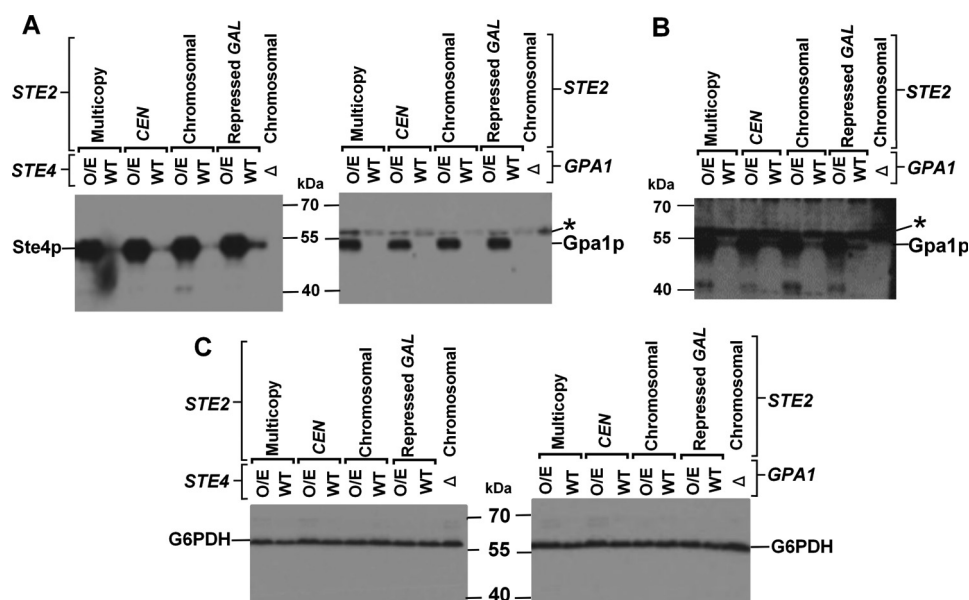 A
B
Multicopy
CEN
Chromosomal
Repressed GAL
Chromosomal
STE2
STE4
O/E WT O/E WT O/E WT O/E WT Δ
Ste4p
kDa
70
55
40
Multicopy
CEN
Chromosomal
Repressed GAL
Chromosomal
STE2
O/E WT O/E WT O/E WT O/E WT Δ
GPA1
*
Gpa1p
Multicopy
CEN
Chromosomal
Repressed GAL
Chromosomal
STE2
O/E WT O/E WT O/E WT O/E WT Δ
GPA1
kDa
70
55
40
*
Gpa1p
C
Multicopy
CEN
Chromosomal
Repressed GAL
Chromosomal
STE2
STE4
O/E WT O/E WT O/E WT O/E WT Δ
G6PDH
kDa
70
55
40
Multicopy
CEN
Chromosomal
Repressed GAL
Chromosomal
STE2
O/E WT O/E WT O/E WT O/E WT Δ
GPA1
G6PDH